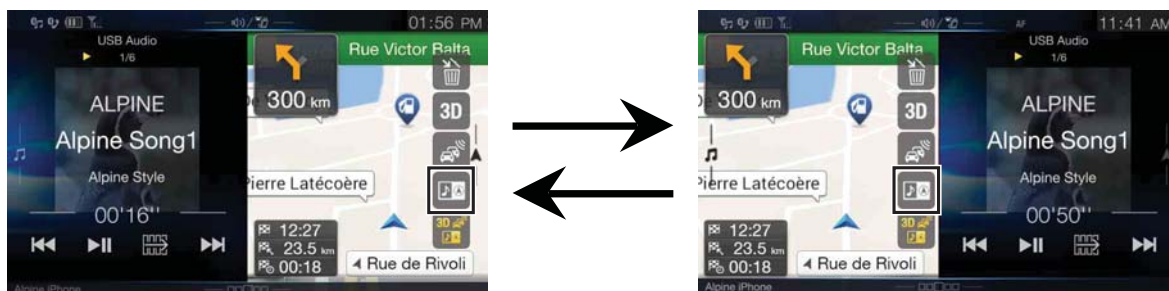 01:56 PM
USB Audio
1/6
ALPINE
Alpine Song1
Alpine Style
00'16''
Alpine iPhone
Rue Victor Balta
300 km
3D
Pierre Latécoère
12:27
23.5 km
00:18
3D
Rue de Rivoli
AF
11:41 AM
Rue Victor Balta
300 km
3D
Pierre Latécoère
12:27
23.5 km
00:18
3D
Rue de Rivoli
USB Audio
1/6
ALPINE
Alpine Song1
Alpine Style
00'50''
Alpine iPhone